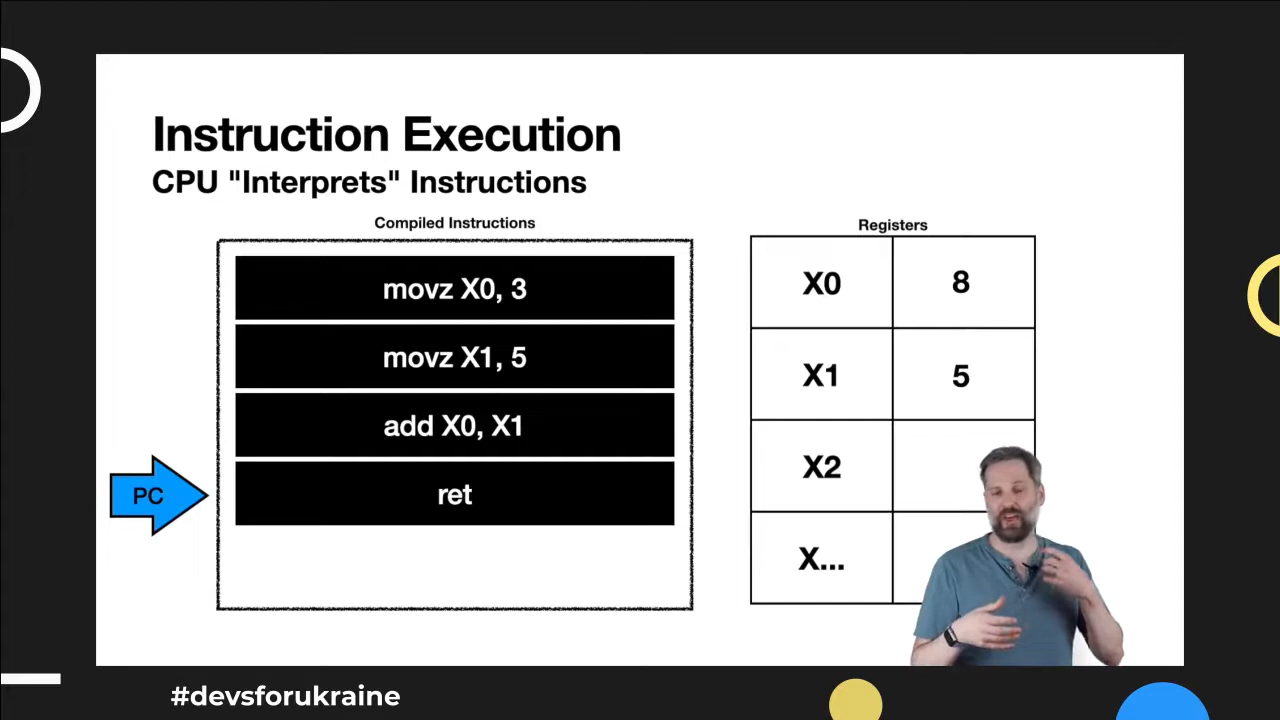 Instruction Execution
CPU "Interprets" Instructions
Compiled Instructions
movz X0, 3
movz X1, 5
add X0, X1
ret
PC
Registers
X0 8
X1 5
X2
X...
#devsforukraine